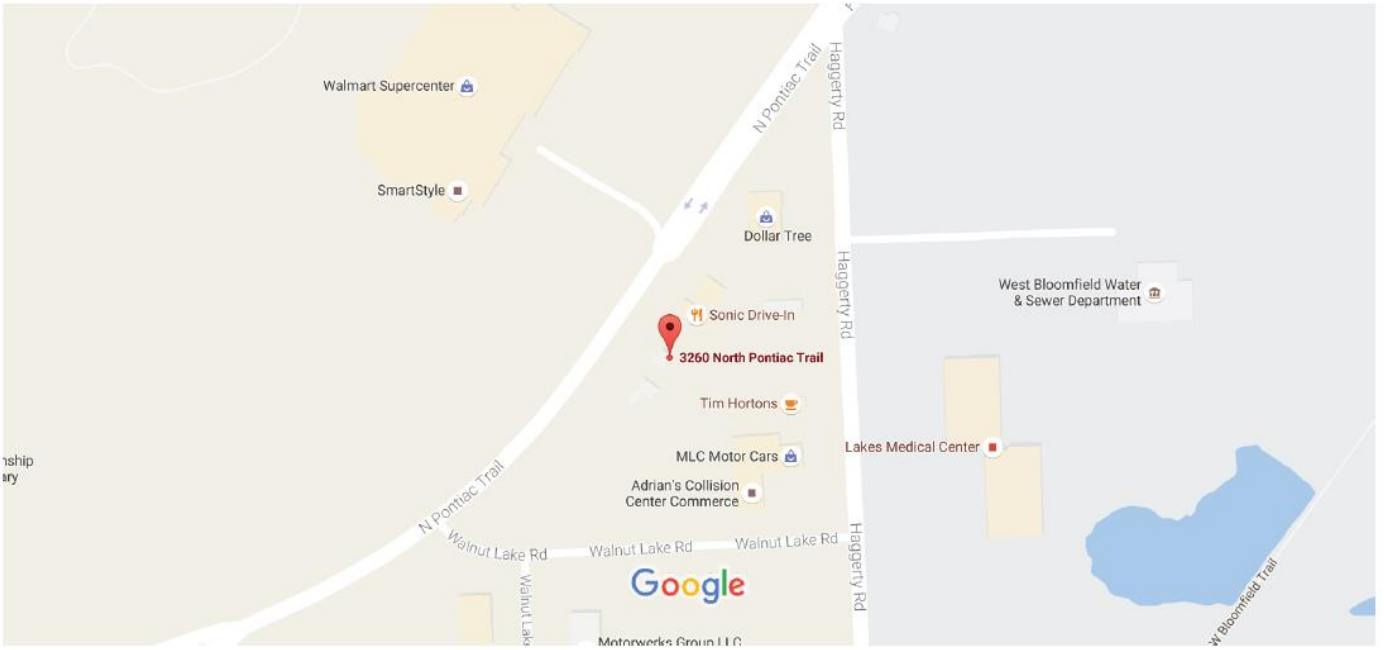 N Pontiac Trail
Haggerty Rd
Walmart Supercenter
SmartStyle
Dollar Tree
Haggerty Rd
West Bloomfield Water
& Sewer Department
Sonic Drive-In
3260 North Pontiac Trail
Tim Hortons
Lakes Medical Center
MLC Motor Cars
nship
ary
Adrian's Collision
Center Commerce
N Pontiac Trail
Walnut Lake Rd
Walnut Lake Rd
Walnut Lake Rd
Haggerty Rd
Google
Walnut Lak
W Bloomfield Trail
Motorwerks Group LLC